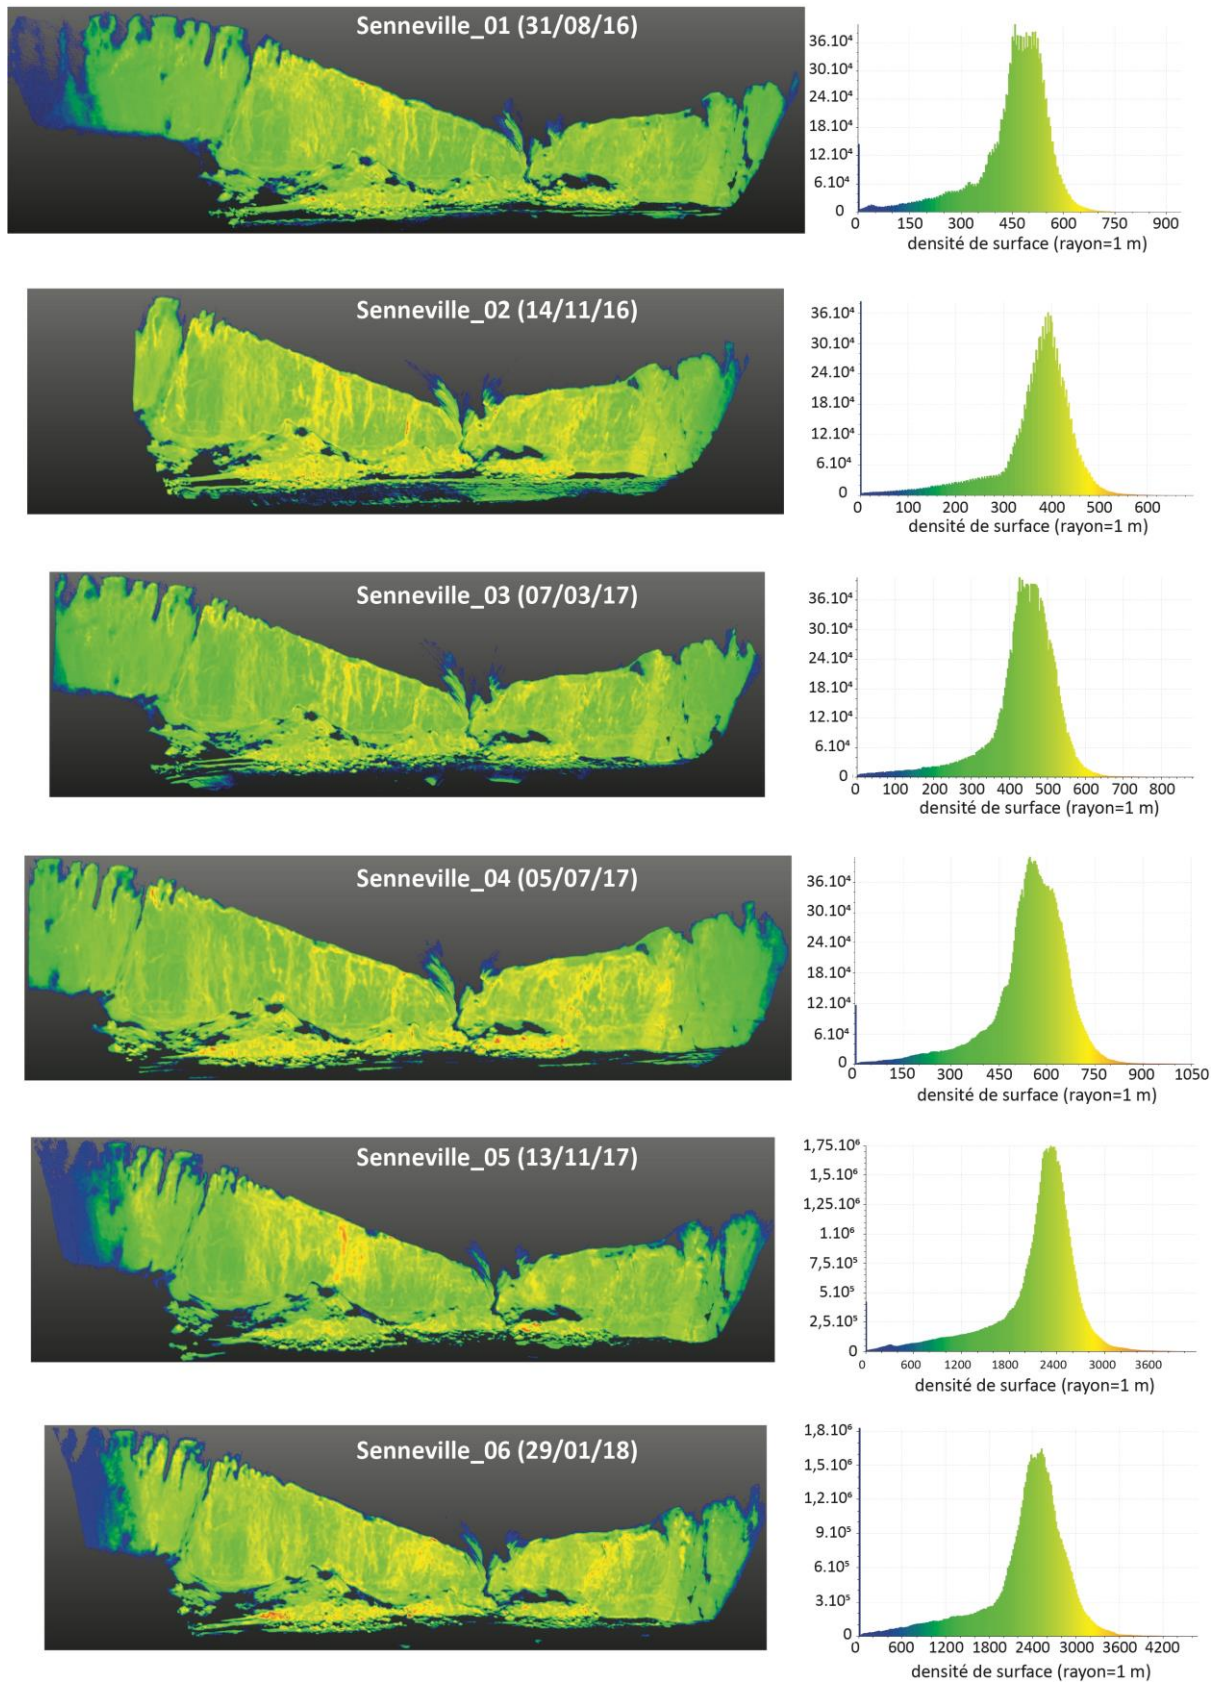 Senneville_01 (31/08/16)
36.10⁴
30.10⁴
24.10⁴
18.10⁴
12.10⁴
6.10⁴
0
150 300 450 600 750 900
densité de surface (rayon=1 m)
Senneville_02 (14/11/16)
36.10⁴
30.10⁴
24.10⁴
18.10⁴
12.10⁴
6.10⁴
0
0 100 200 300 400 500 600
densité de surface (rayon=1 m)
Senneville_03 (07/03/17)
36.10⁴
30.10⁴
24.10⁴
18.10⁴
12.10⁴
6.10⁴
0
0 100 200 300 400 500 600 700 800
densité de surface (rayon=1 m)
Senneville_04 (05/07/17)
36.10⁴
30.10⁴
24.10⁴
18.10⁴
12.10⁴
6.10⁴
0
0 150 300 450 600 750 900 1050
densité de surface (rayon=1 m)
Senneville_05 (13/11/17)
1,75.10⁶
1,5.10⁶
1,25.10⁶
1.10⁶
7,5.10⁵
5.10⁵
2,5.10⁵
0
0 600 1200 1800 2400 3000 3600
densité de surface (rayon=1 m)
Senneville_06 (29/01/18)
1,8.10⁶
1,5.10⁶
1,2.10⁶
9.10⁵
6.10⁵
3.10⁵
0
0 600 1200 1800 2400 3000 3600 4200
densité de surface (rayon=1 m)